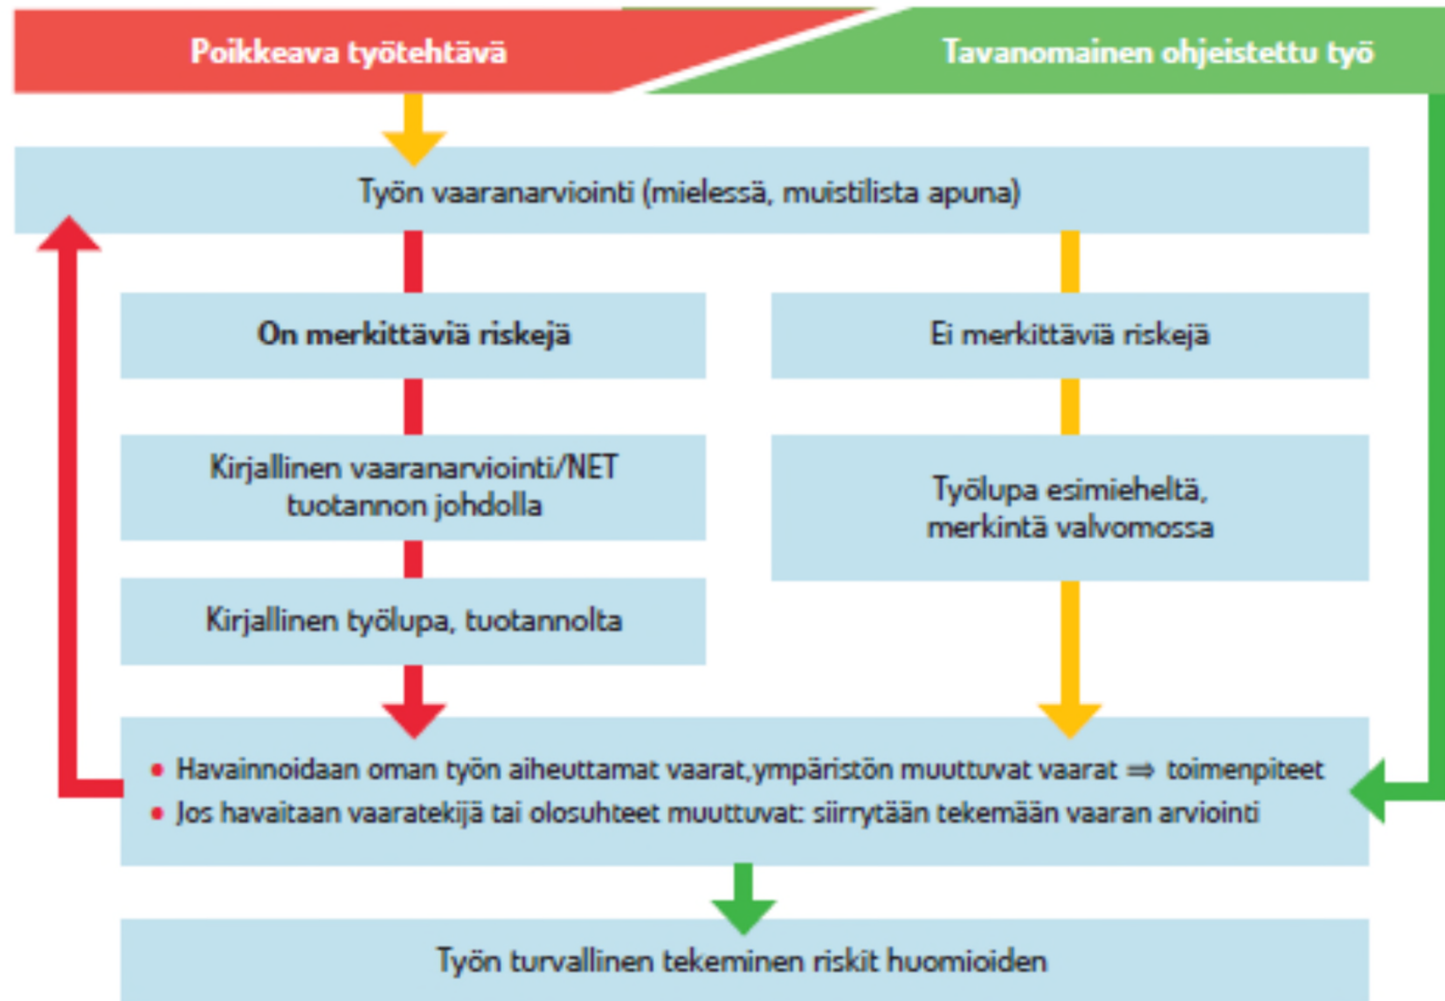 Poikkeava työtehtävä
Tavanomainen ohjeistettu työ
Työn vaaranarviointi (mielessä, muistilista apuna)
On merkittäviä riskejä
Ei merkittäviä riskejä
Kirjallinen vaaranarviointi/NET
tuotannon johdolla
Työlupa esimieheltä,
merkintä valvomossa
Kirjallinen työlupa, tuotannolta
• Havainnoidaan oman työn aiheuttamat vaarat,ympäristön muuttuvat vaarat ⇒ toimenpiteet
• Jos havaitaan vaaratekijä tai olosuhteet muuttuvat: siirrytään tekemään vaaran arviointi
Työn turvallinen tekeminen riskit huomioiden